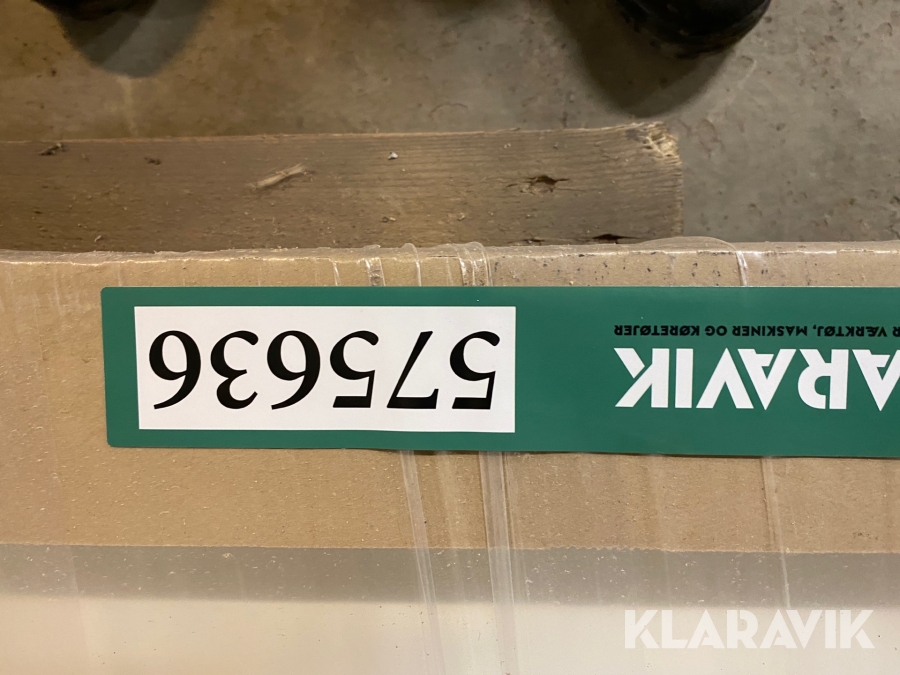 ARAVIK
R VÆRKTØJ, MASKINER OG KØRETØJER
575636
KLARAVIK